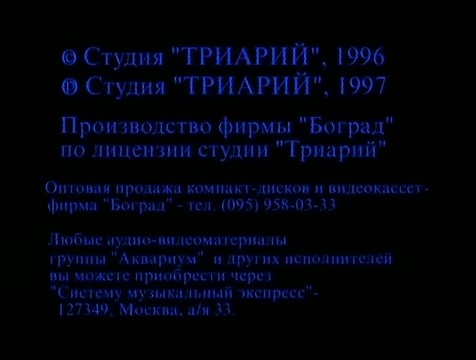 © Студия "ТРИАРИЙ", 1996
℗ Студия "ТРИАРИЙ", 1997
Производство фирмы "Боград"
по лицензии студии "Триарий"
Оптовая продажа компакт-дисков и видеокассет-
фирма "Боград" - тел. (095) 958-03-33
Любые аудио-видеоматериалы
группы "Аквариум" и других исполнителей
вы можете приобрести через
"Систему музыкальный экспресс"-
127349, Москва, а/я 33.